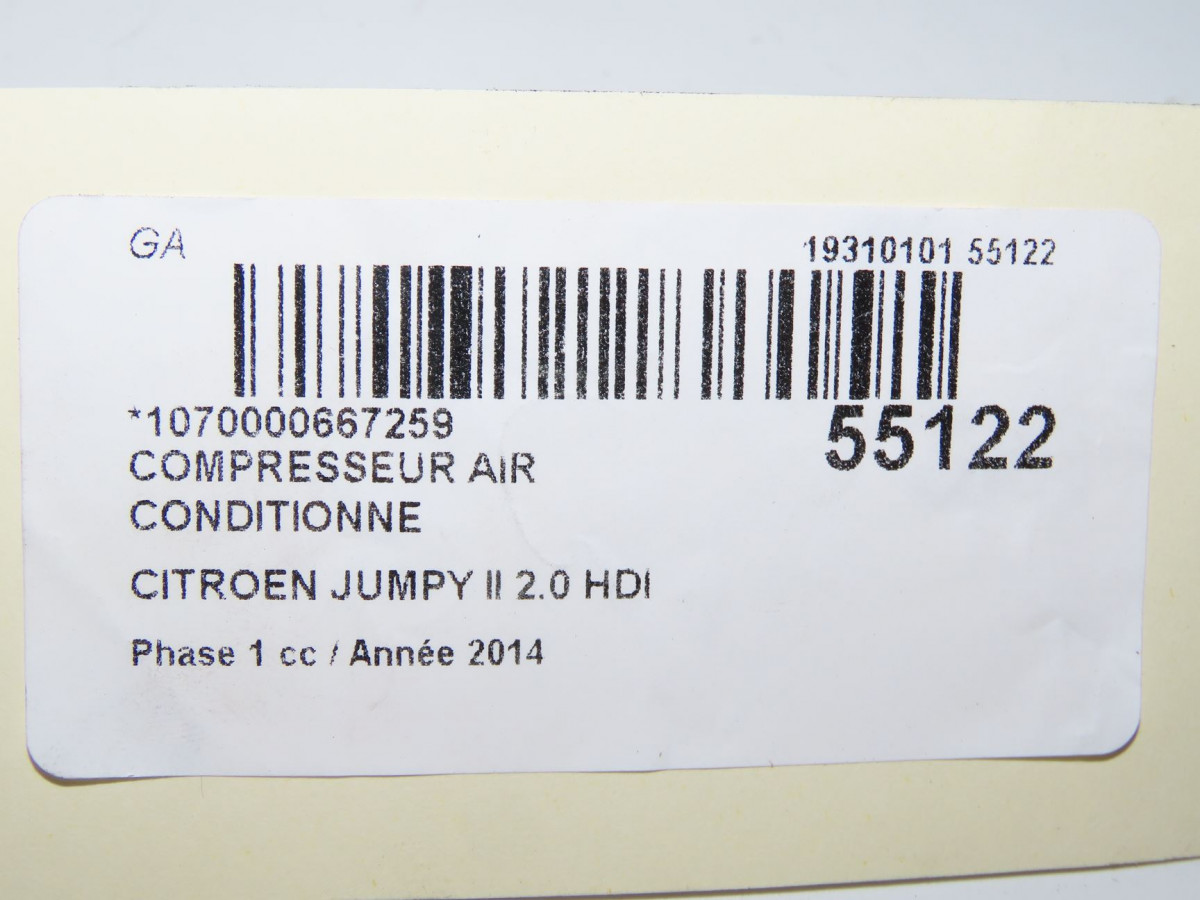 GA
19310101 55122
*1070000667259
55122
COMPRESSEUR AIR
CONDITIONNE
CITROEN JUMPY II 2.0 HDI
Phase 1 cc / Année 2014